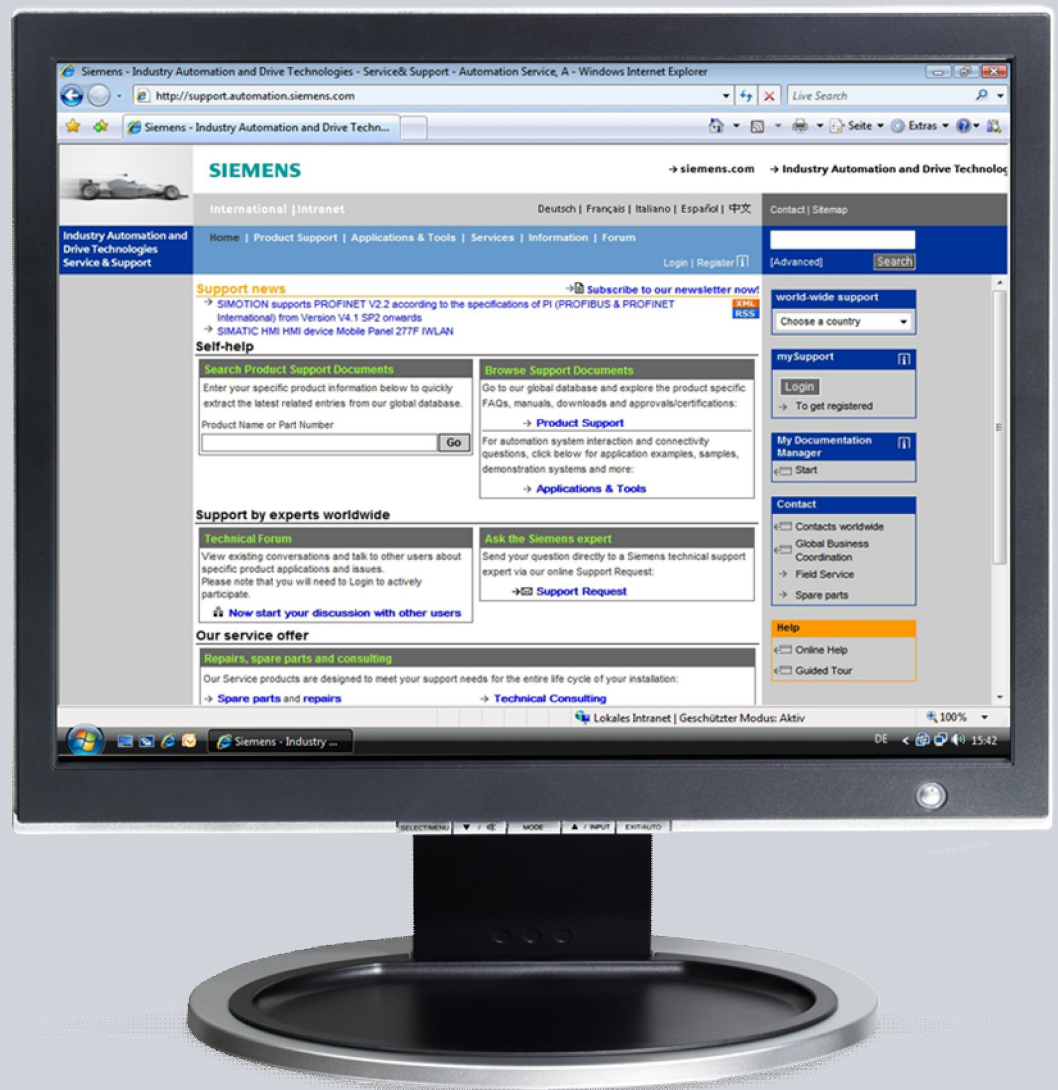 Siemens - Industry Automation and Drive Technologies - Service& Support - Automation Service, A - Windows Internet Explorer
http://support.automation.siemens.com
Live Search
Siemens - Industry Automation and Drive Techn...
Seite
Extras
SIEMENS
→ siemens.com
→ Industry Automation and Drive Technolog
International |Intranet
Deutsch | Français | Italiano | Español | 中文
Contact | Sitemap
Industry Automation and
Drive Technologies
Service & Support
Home | Product Support | Applications & Tools | Services | Information | Forum
Login | Register
[Advanced]
Search
Support news
→ Subscribe to our newsletter now!
→ SIMOTION supports PROFINET V2.2 according to the specifications of PI (PROFIBUS & PROFINET
International) from Version V4.1 SP2 onwards
XML
RSS
→ SIMATIC HMI HMI device Mobile Panel 277F IWLAN
Self-help
Search Product Support Documents
Enter your specific product information below to quickly
extract the latest related entries from our global database.
Product Name or Part Number
Go
Browse Support Documents
Go to our global database and explore the product specific
FAQs, manuals, downloads and approvals/certifications:
→ Product Support
For automation system interaction and connectivity
questions, click below for application examples, samples,
demonstration systems and more:
→ Applications & Tools
Support by experts worldwide
Technical Forum
View existing conversations and talk to other users about
specific product applications and issues.
Please note that you will need to Login to actively
participate.
Now start your discussion with other users
Ask the Siemens expert
Send your question directly to a Siemens technical support
expert via our online Support Request:
→ Support Request
Our service offer
Repairs, spare parts and consulting
Our Service products are designed to meet your support needs for the entire life cycle of your installation:
→ Spare parts and repairs
→ Technical Consulting
world-wide support
Choose a country
mySupport
Login
→ To get registered
My Documentation
Manager
Start
Contact
Contacts worldwide
Global Business
Coordination
→ Field Service
→ Spare parts
Help
Online Help
Guided Tour
Lokales Intranet | Geschützter Modus: Aktiv
100%
Siemens - Industry ...
DE
15:42
SELECT/MENU
▼ /
MODE
▲ / INPUT
EXIT/AUTO